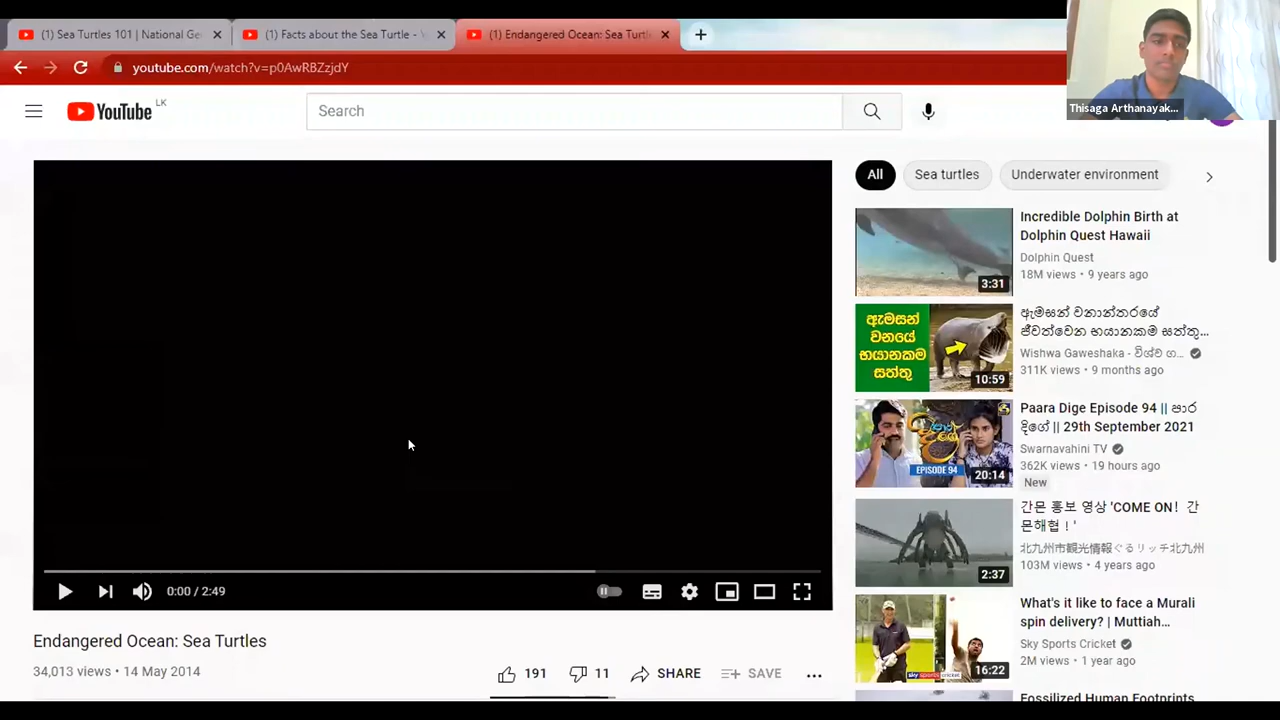 (1) Sea Turtles 101 | National Ge
(1) Facts about the Sea Turtle -
(1) Endangered Ocean: Sea Turtl
youtube.com/watch?v=p0AwRBZzjdY
Thisaga Arthanayak...
YouTube LK
Search
All
Sea turtles
Underwater environment
Incredible Dolphin Birth at
Dolphin Quest Hawaii
Dolphin Quest
18M views • 9 years ago
3:31
ඇමසන්
වනයේ
භයානකම
සත්තු
10:59
ඇමසන් වනාන්තරයේ
ජීවත්වෙන භයානකම සත්තු...
Wishwa Gaweshaka - විශ්ව ග...
311K views • 9 months ago
පාර
දිගේ
EPISODE 94
20:14
Paara Dige Episode 94 || පාර
දිගේ || 29th September 2021
Swarnavahini TV
362K views • 19 hours ago
New
2:37
간몬 홍보 영상 'COME ON! 간
몬해협 ! '
北九州市観光情報ぐるリッチ北九州
103M views • 4 years ago
sky sports cricket
16:22
What's it like to face a Murali
spin delivery? | Muttiah...
Sky Sports Cricket
2M views • 1 year ago
Fossilized Human Footprints
0:00 / 2:49
Endangered Ocean: Sea Turtles
34,013 views • 14 May 2014
191
11
SHARE
SAVE